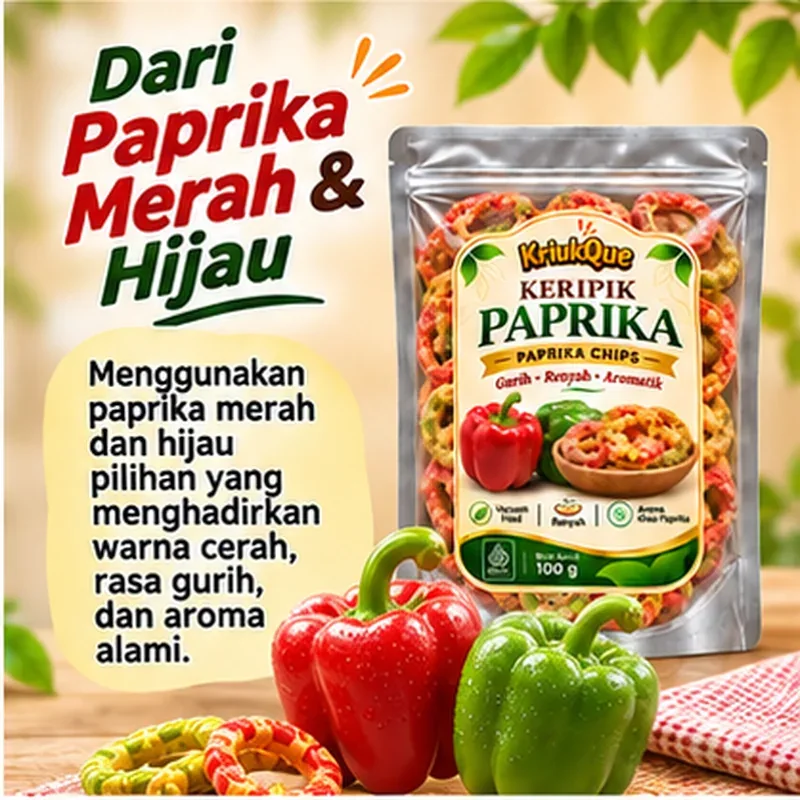 Dari
Paprika
Merah &
Hijau
Menggunakan
paprika merah
dan hijau
pilihan yang
menghadirkan
warna cerah,
rasa gurih,
dan aroma
alami.
KriukQue
KERIPIK
PAPRIKA
PAPRIKA CHIPS
Gurih • Renyah • Aromatik
100 g